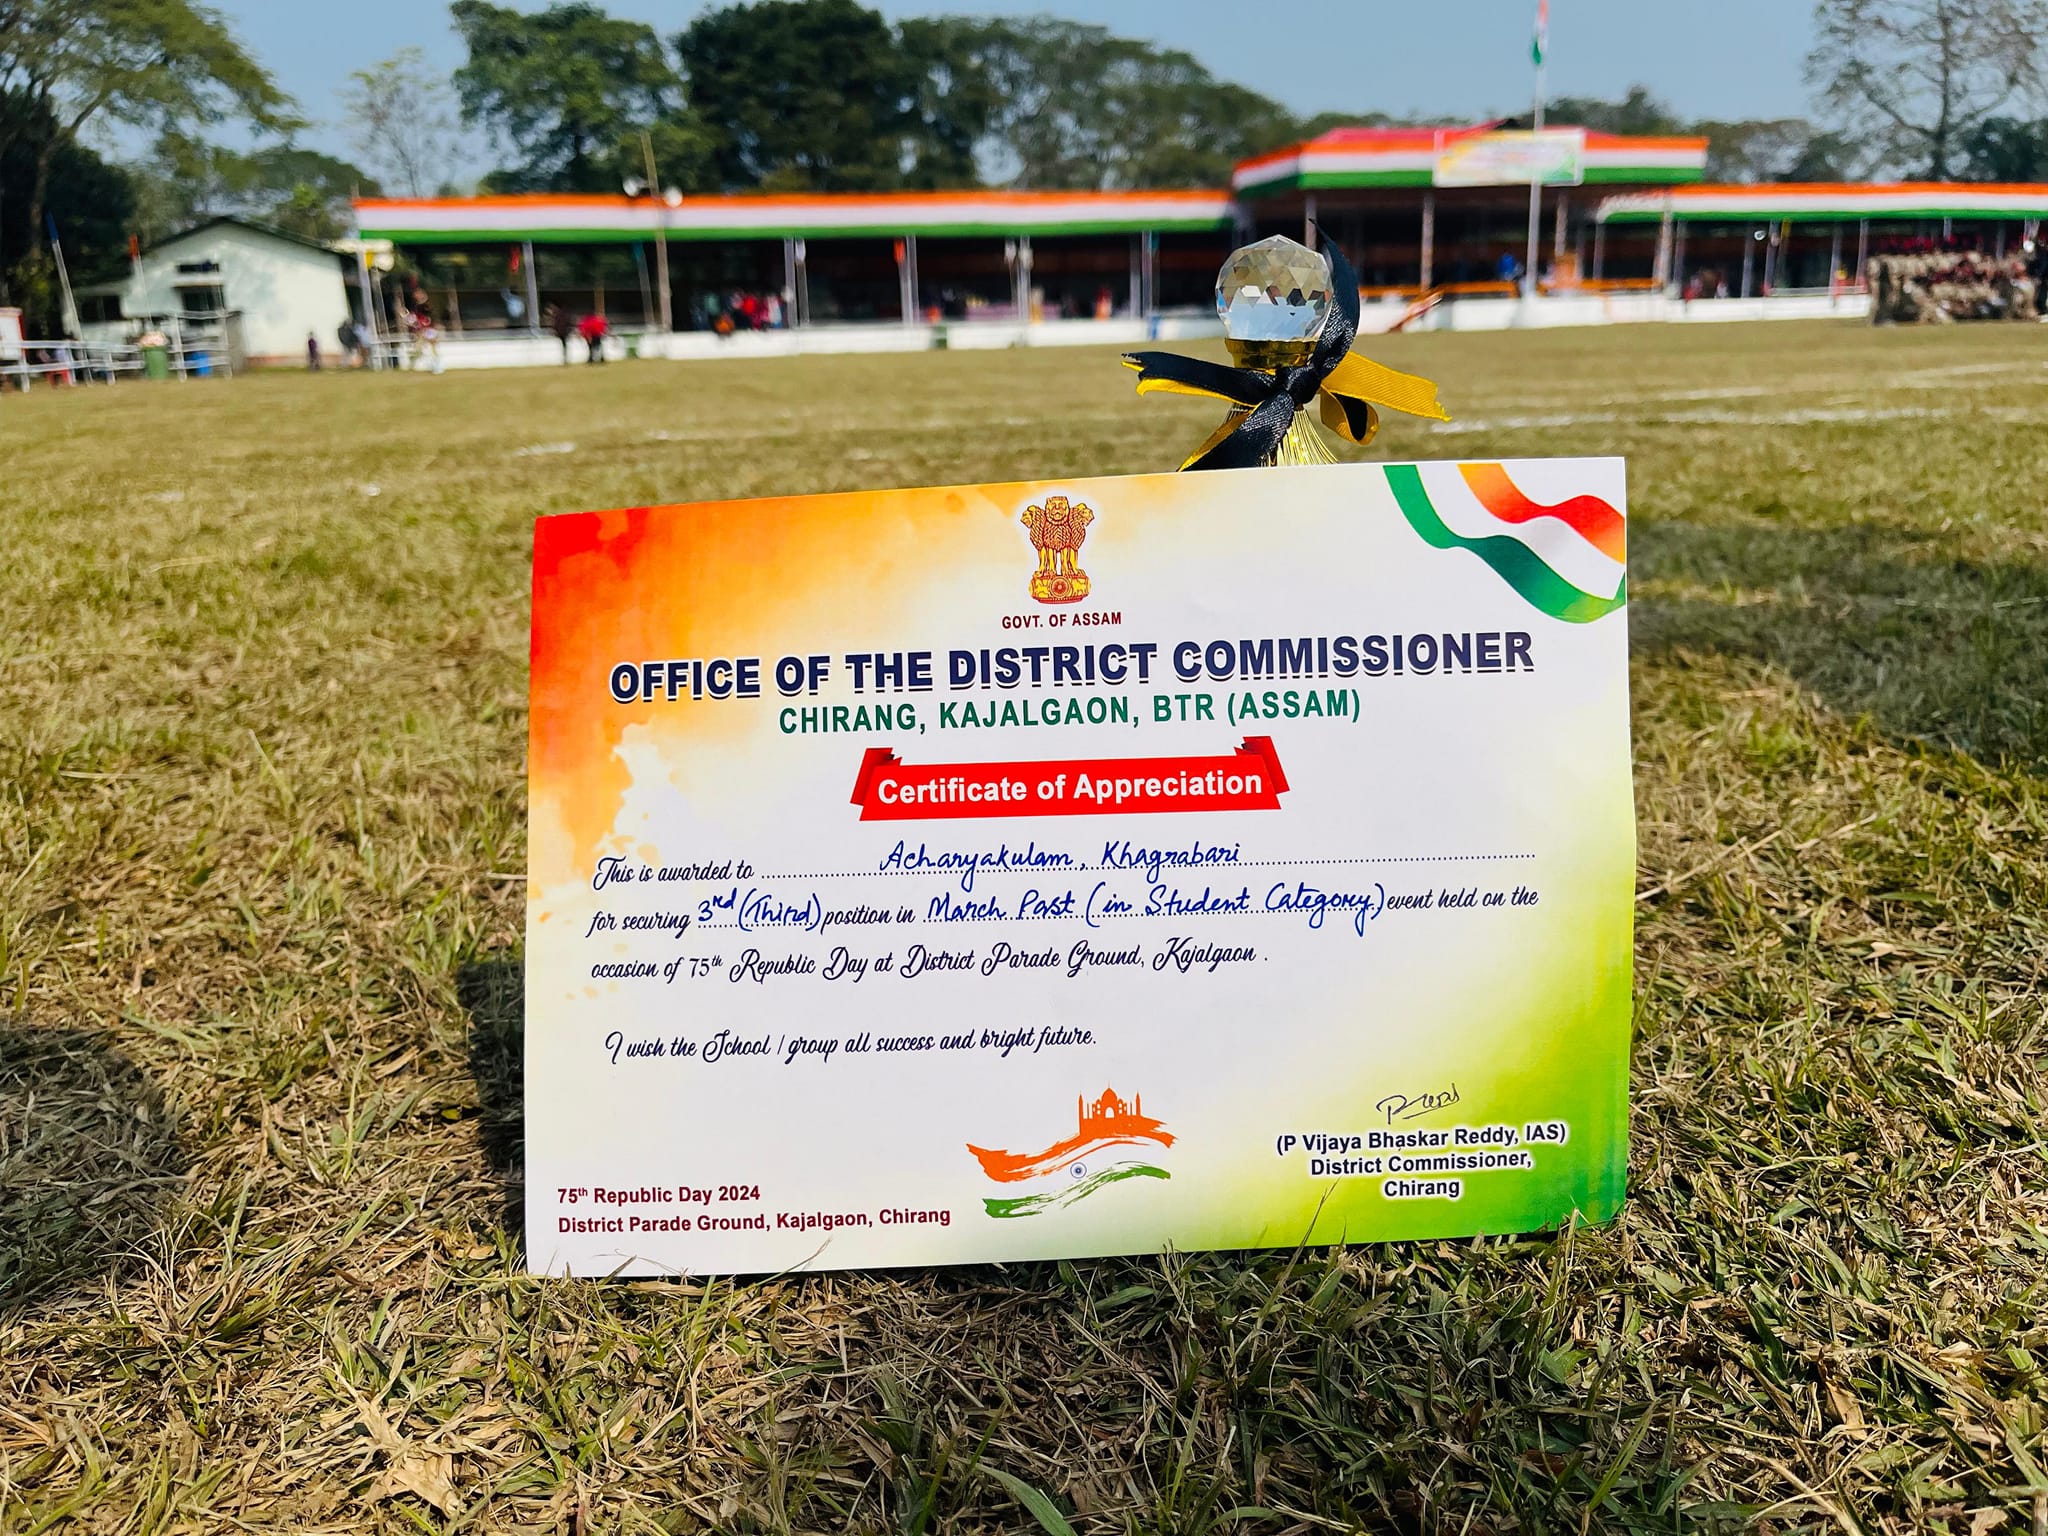 GOVT. OF ASSAM
OFFICE OF THE DISTRICT COMMISSIONER
CHIRANG, KAJALGAON, BTR (ASSAM)
Certificate of Appreciation
This is awarded to Acharyakulam, Khagrabari
for securing 3rd (Third) position in March Past (in Student Category) event held on the
occasion of 75th Republic Day at District Parade Ground, Kajalgaon.
I wish the School / group all success and bright future.
(P Vijaya Bhaskar Reddy, IAS)
District Commissioner,
Chirang
75th Republic Day 2024
District Parade Ground, Kajalgaon, Chirang